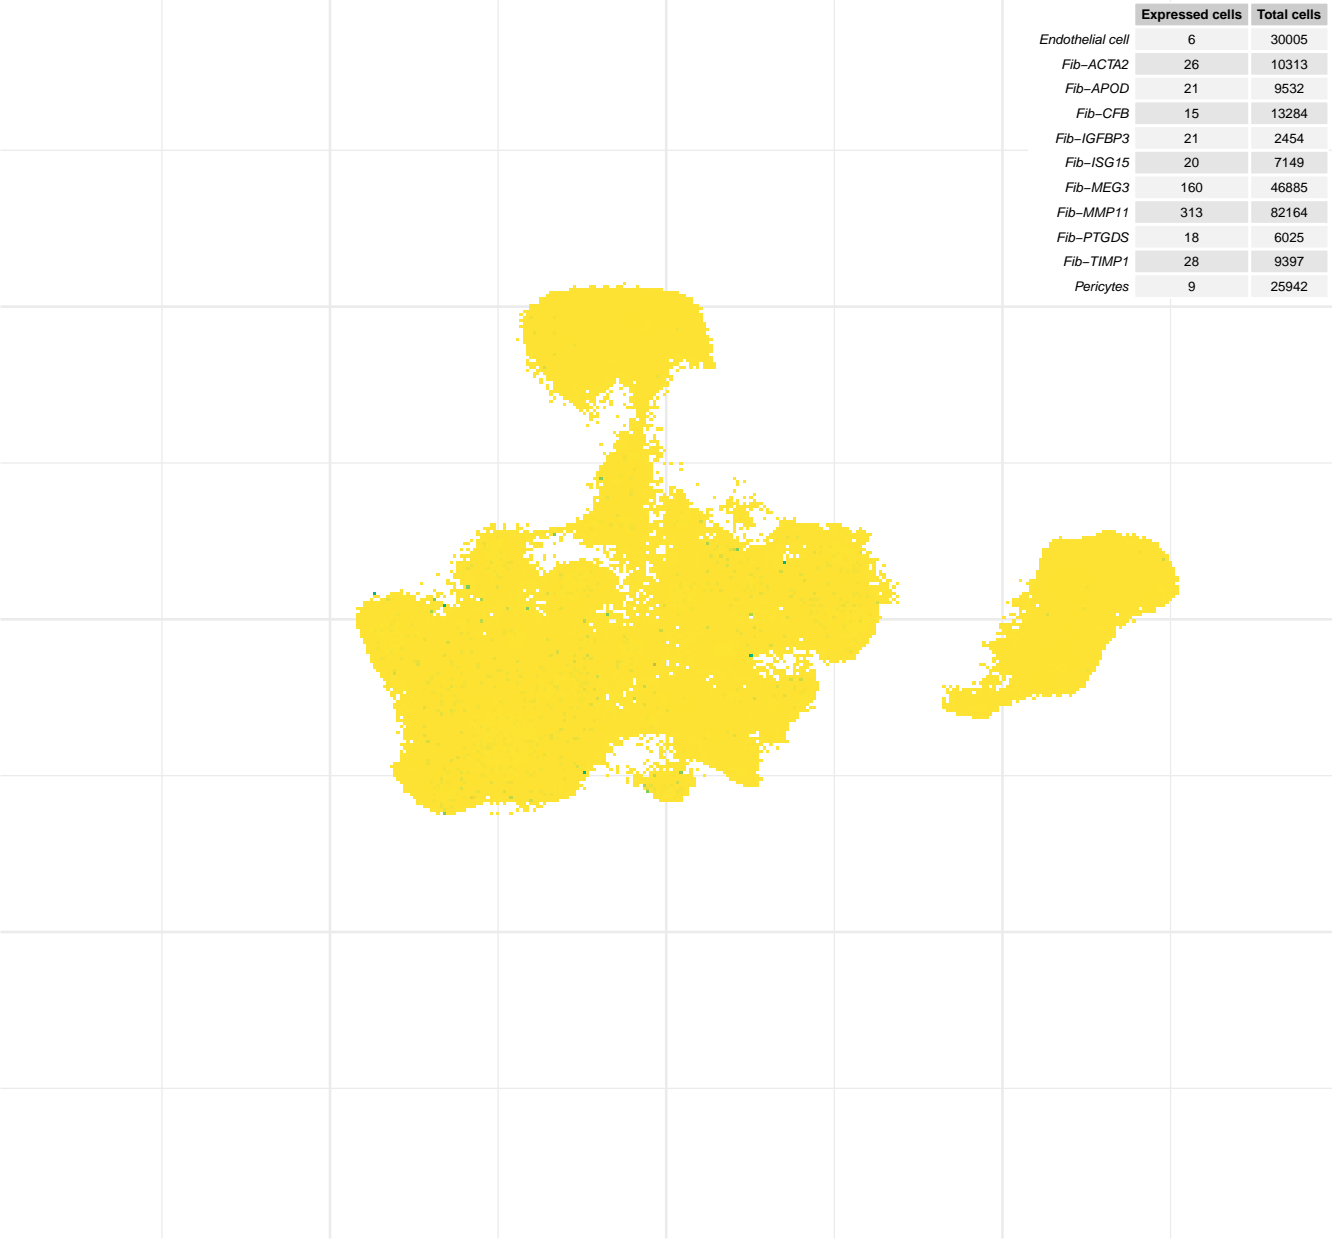 Expressed cells Total cells
Endothelial cell 6 30005
Fib−ACTA2 26 10313
Fib−APOD 21 9532
Fib−CFB 15 13284
Fib−IGFBP3 21 2454
Fib−ISG15 20 7149
Fib−MEG3 160 46885
Fib−MMP11 313 82164
Fib−PTGDS 18 6025
Fib−TIMP1 28 9397
Pericytes 9 25942